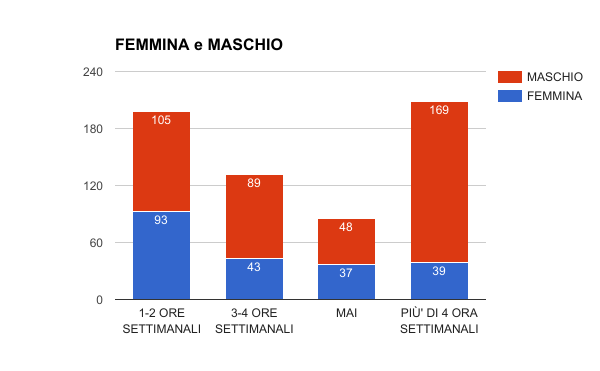 FEMMINA e MASCHIO
240
180
120
60
0
105
93
89
43
48
37
169
39
1-2 ORE
SETTIMANALI
3-4 ORE
SETTIMANALI
MAI
PIÙ' DI 4 ORA
SETTIMANALI
MASCHIO
FEMMINA